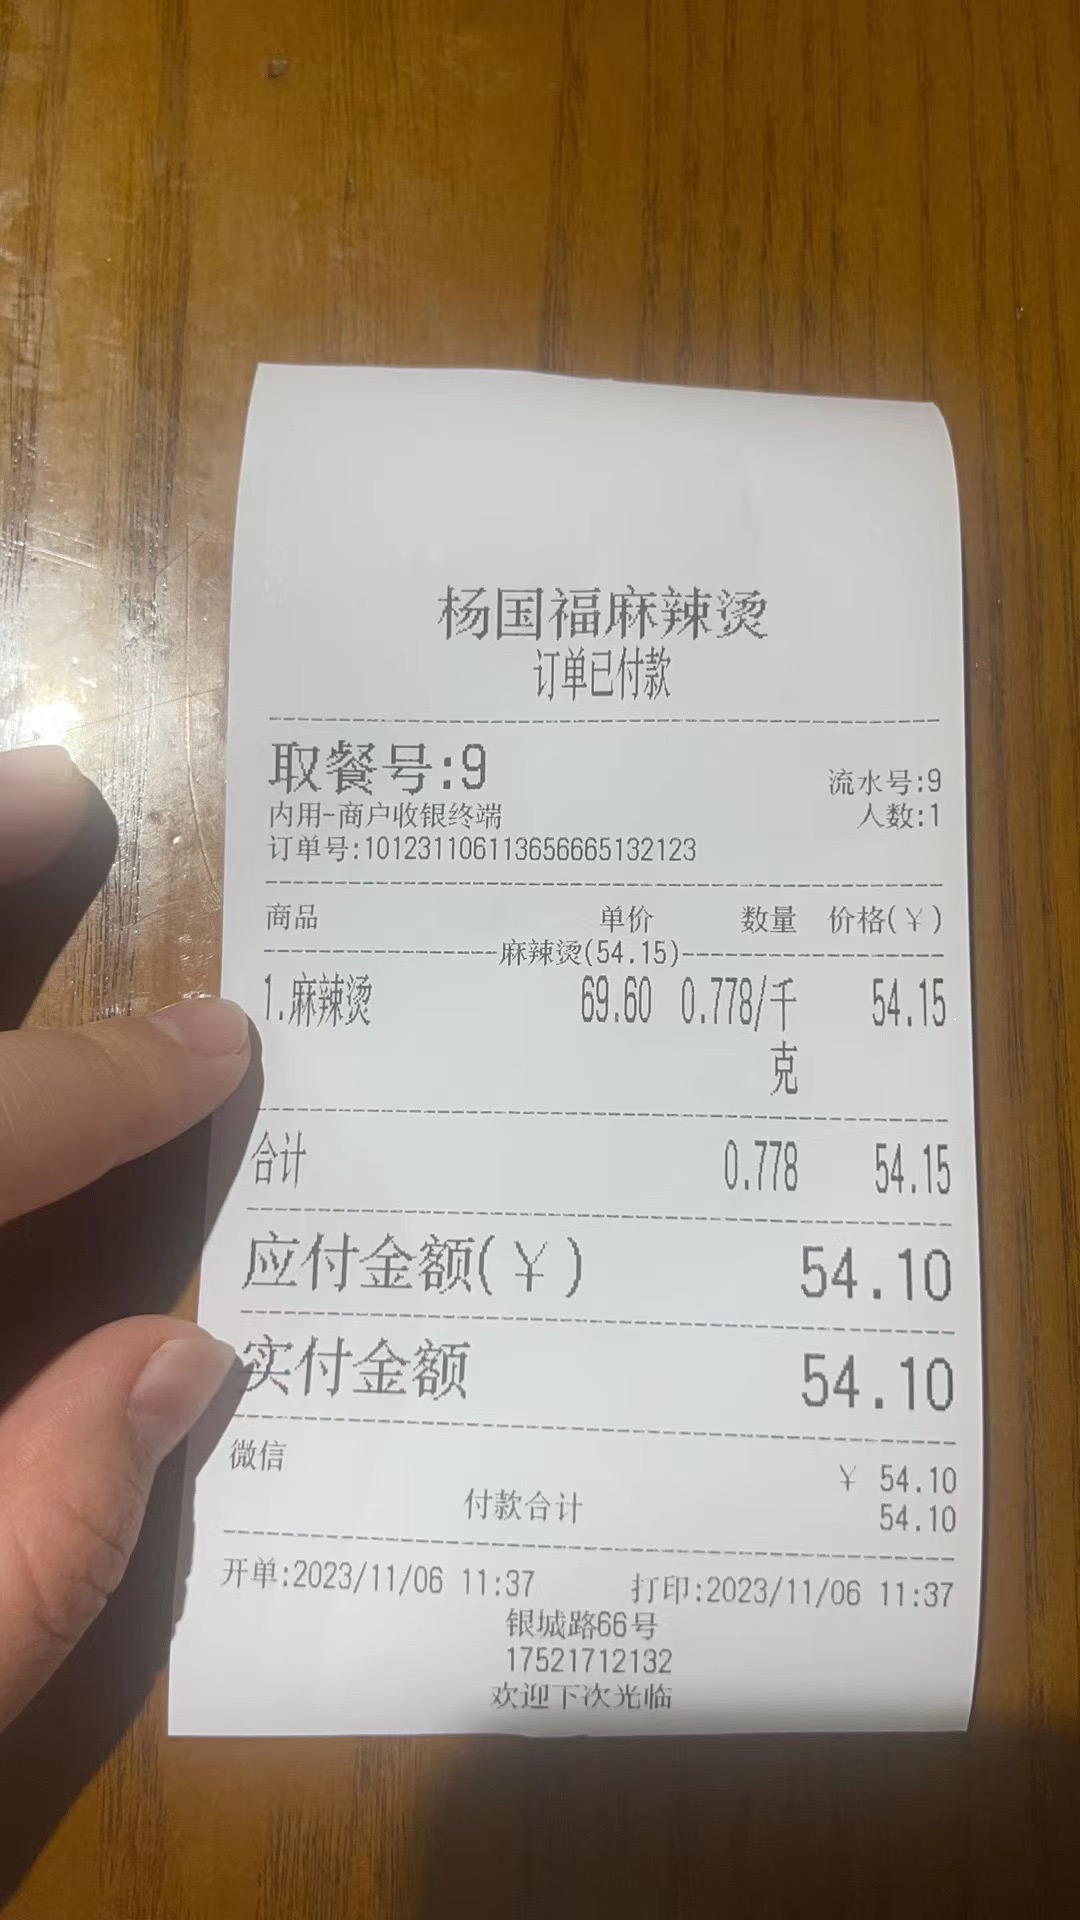 杨国福麻辣烫
订单已付款
取餐号:9
流水号:9
内用-商户收银终端
人数:1
订单号:101231106113656665132123
商品 单价 数量 价格(￥)
麻辣烫(54.15)
1.麻辣烫 69.60 0.778/千克 54.15
合计 0.778 54.15
应付金额(￥) 54.10
实付金额 54.10
微信 ￥ 54.10
付款合计 54.10
开单:2023/11/06 11:37 打印:2023/11/06 11:37
银城路66号
17521712132
欢迎下次光临